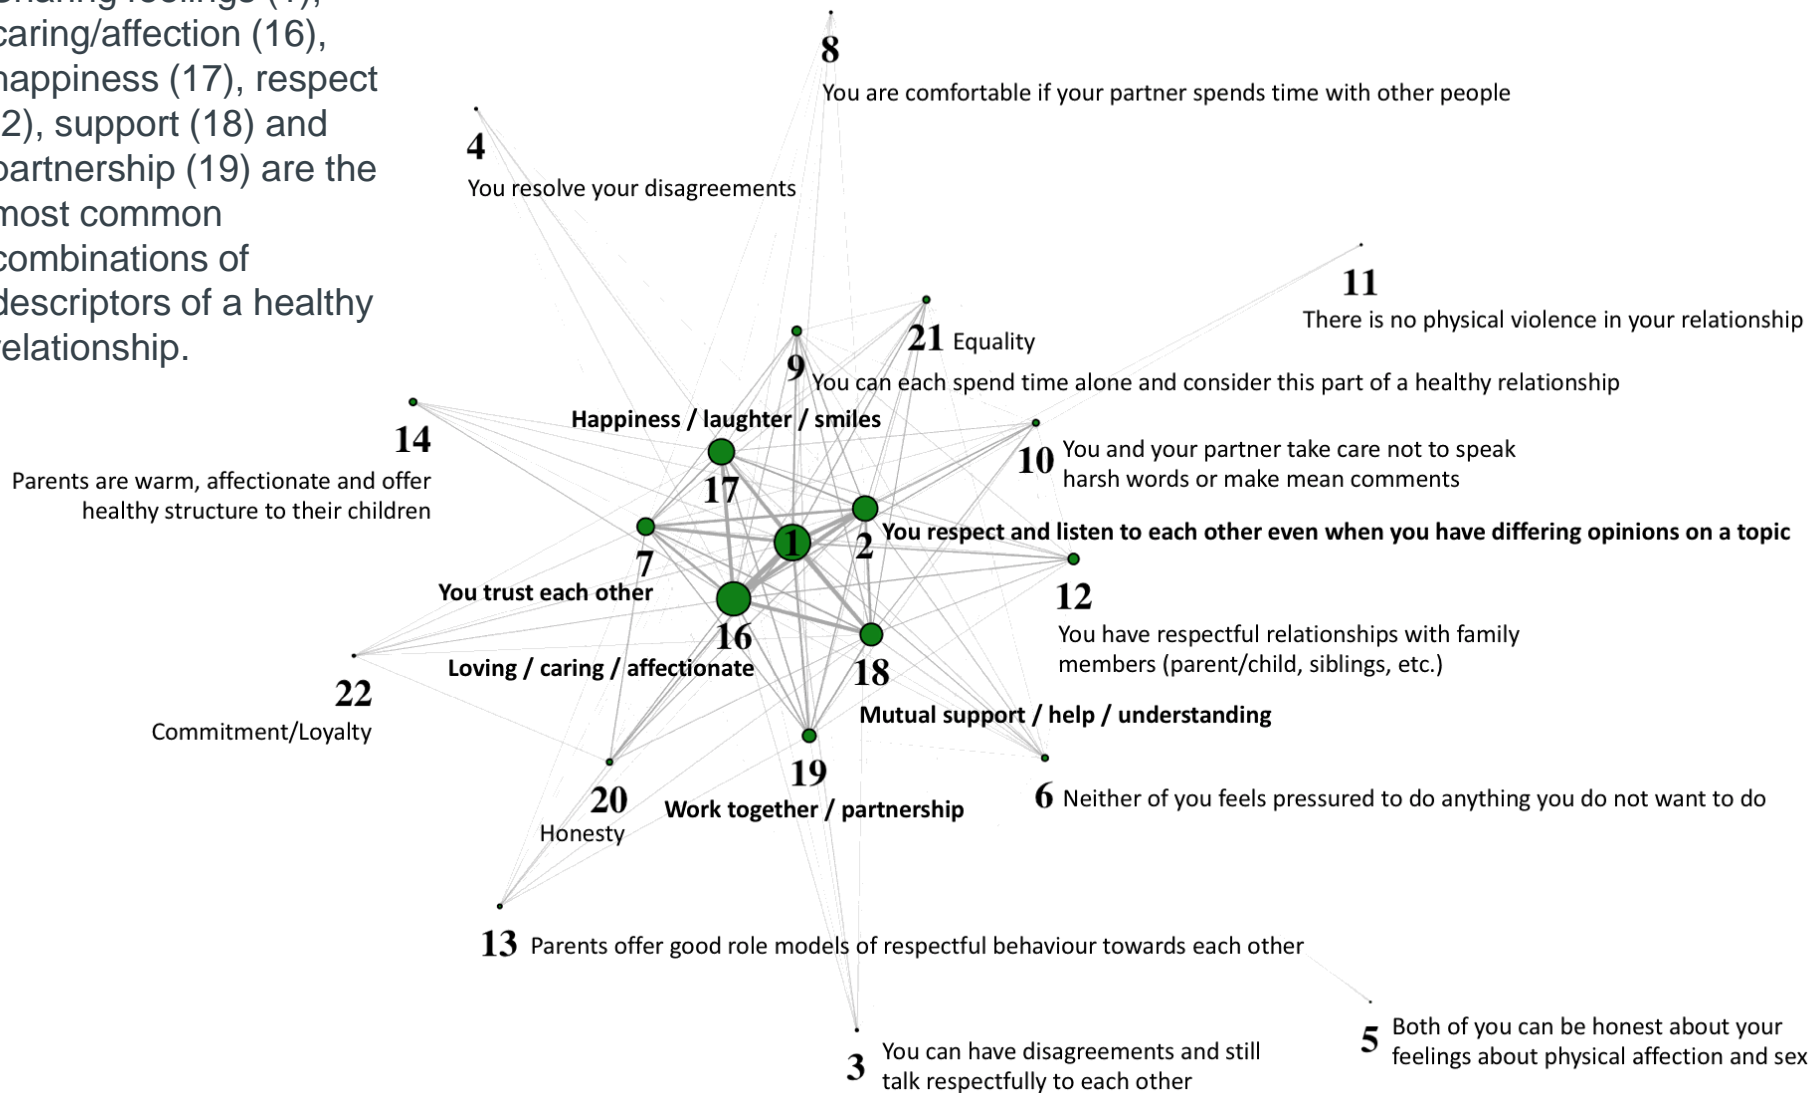 caring/affection (16),
happiness (17), respect
(2), support (18) and
partnership (19) are the
most common
combinations of
descriptors of a healthy
relationship.
8
You are comfortable if your partner spends time with other people
4
You resolve your disagreements
11
There is no physical violence in your relationship
21 Equality
9 You can each spend time alone and consider this part of a healthy relationship
14
Parents are warm, affectionate and offer
healthy structure to their children
Happiness / laughter / smiles
17
10 You and your partner take care not to speak
harsh words or make mean comments
1
2 You respect and listen to each other even when you have differing opinions on a topic
7
You trust each other
12
You have respectful relationships with family
members (parent/child, siblings, etc.)
16
Loving / caring / affectionate
18
Mutual support / help / understanding
22
Commitment/Loyalty
19
Work together / partnership
20
Honesty
6 Neither of you feels pressured to do anything you do not want to do
13 Parents offer good role models of respectful behaviour towards each other
5 Both of you can be honest about your
feelings about physical affection and sex
3 You can have disagreements and still
talk respectfully to each other